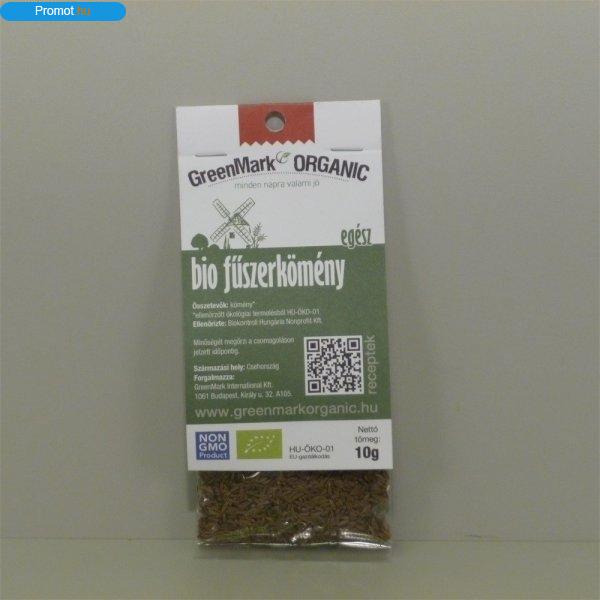 Promot.hu
GreenMark ORGANIC
minden napra valami jó
egész
bio fűszerkömény
Összetevők: kömény*
*ellenőrzött ökológiai termelésből HU-ÖKO-01
Ellenőrizte: Biokontroll Hungária Nonprofit Kft.
Minőségét megőrzi a csomagoláson
jelzett időpontig.
Származási hely: Csehország
Forgalmazza:
GreenMark International Kft.
1061 Budapest, Király u. 32. A105.
receptek
www.greenmarkorganic.hu
NON
GMO
Product
HU-ÖKO-01
EU-gazdálkodás
Nettó
tömeg:
10g